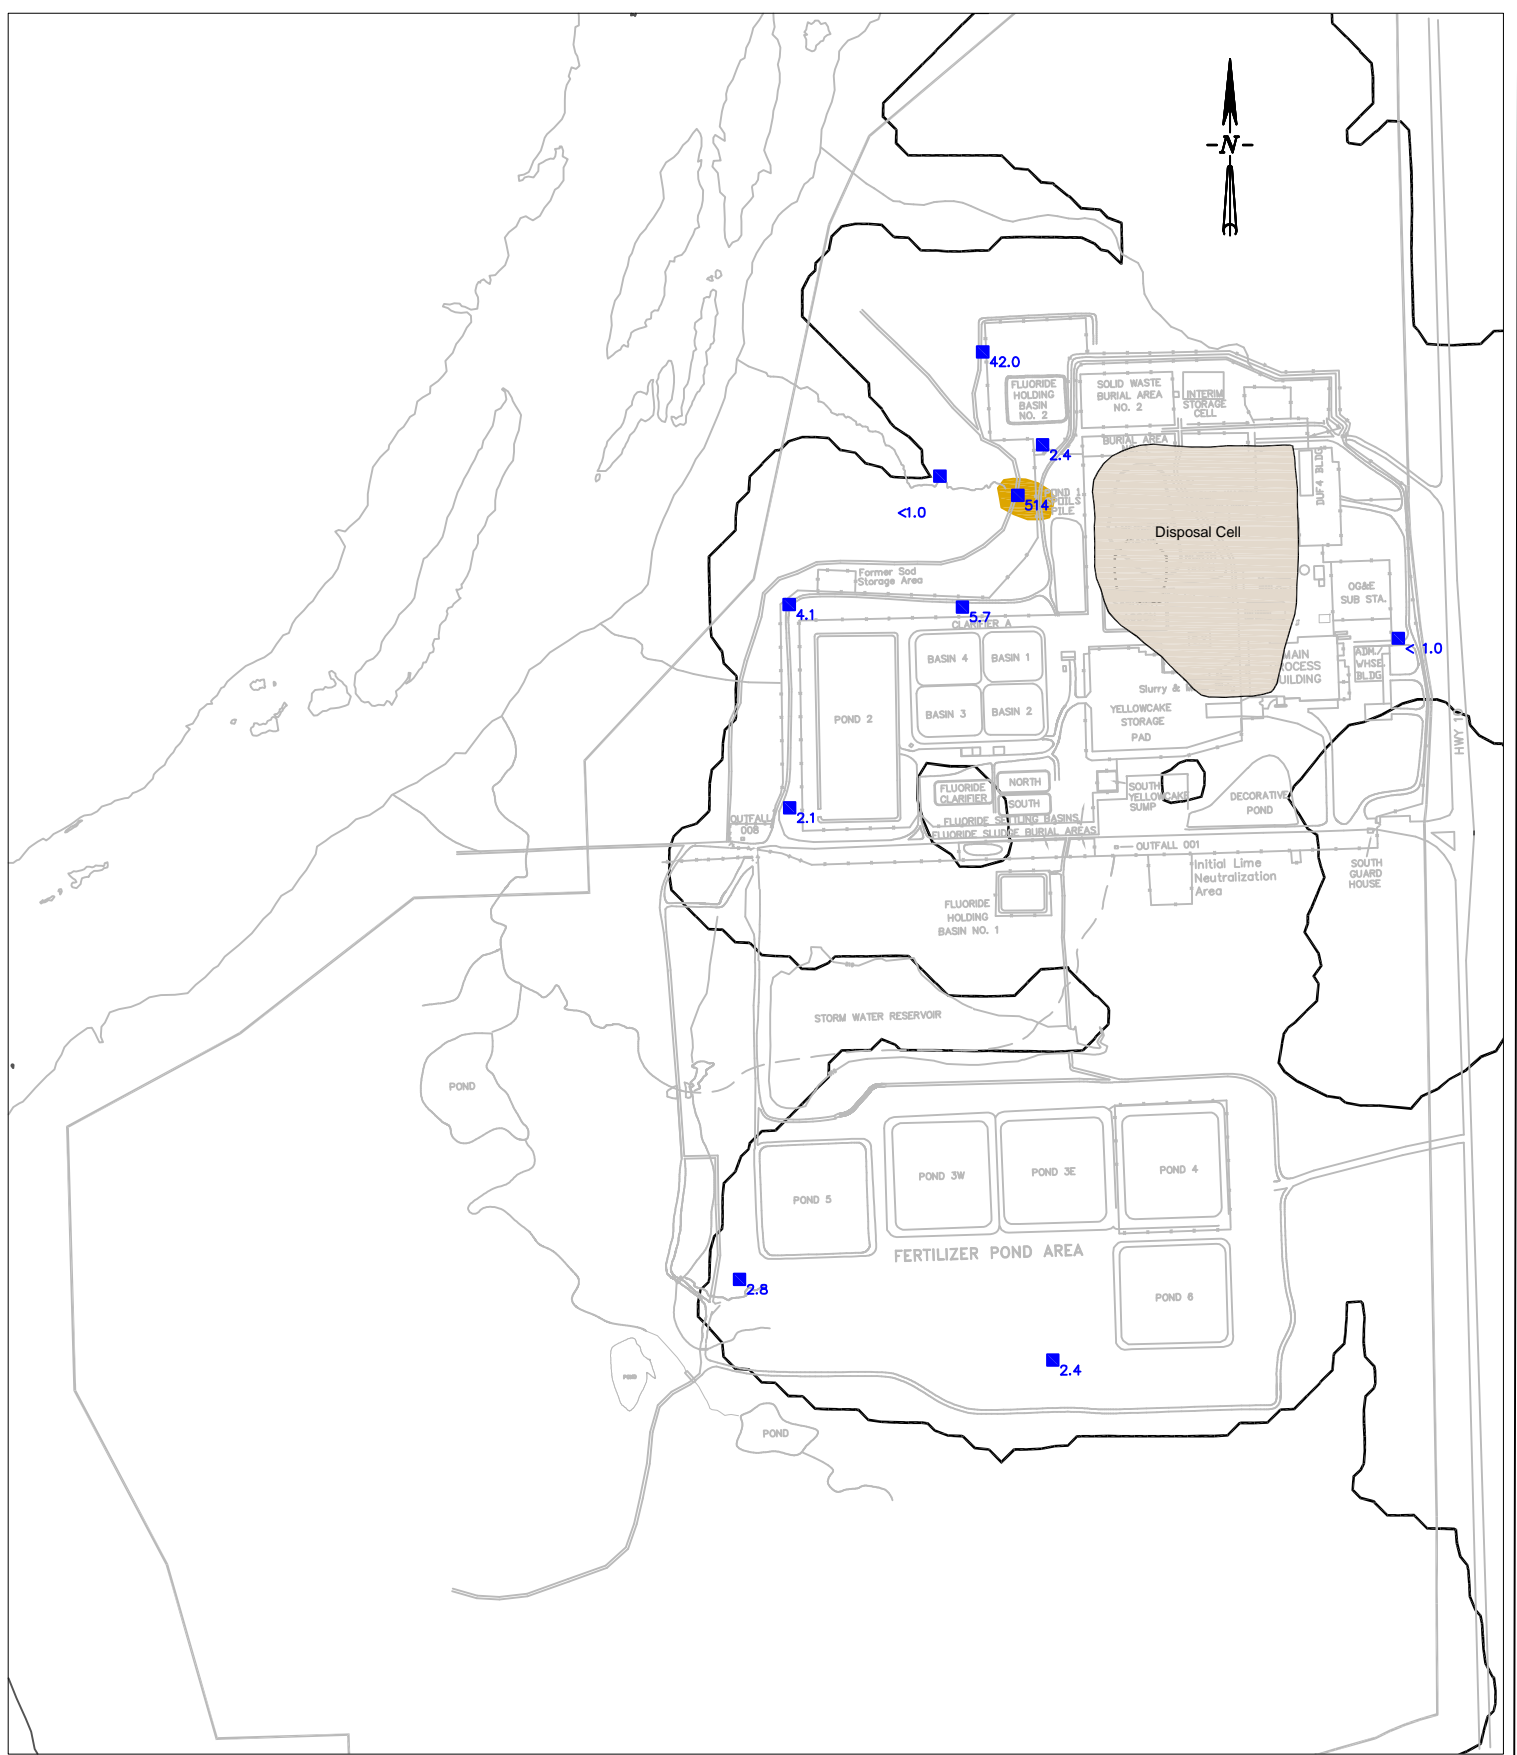 -N-
42.0
FLUORIDE
HOLDING
BASIN
NO. 2
SOLID WASTE
BURIAL AREA
NO. 2
INTERIM
STORAGE
CELL
BURIAL AREA
2.4
DUF4 BLDG
514
POND 1
SPOILS
PILE
<1.0
Disposal Cell
Former Sod
Storage Area
OG&E
SUB STA.
4.1
5.7
CLARIFIER A
< 1.0
BASIN 4
BASIN 1
MAIN
PROCESS
BUILDING
ADM./
WHSE.
BLDG
Slurry &
BASIN 3
BASIN 2
POND 2
YELLOWCAKE
STORAGE
PAD
HWY 10
FLUORIDE
CLARIFIER
NORTH
SOUTH
SOUTH
YELLOWCAKE
SUMP
DECORATIVE
POND
2.1
OUTFALL
008
FLUORIDE SETTLING BASINS
FLUORIDE SLUDGE BURIAL AREAS
OUTFALL 001
Initial Lime
Neutralization
Area
SOUTH
GUARD
HOUSE
FLUORIDE
HOLDING
BASIN NO. 1
STORM WATER RESERVOIR
POND
POND 5
POND 3W
POND 3E
POND 4
FERTILIZER POND AREA
2.8
POND 6
2.4
POND
POND